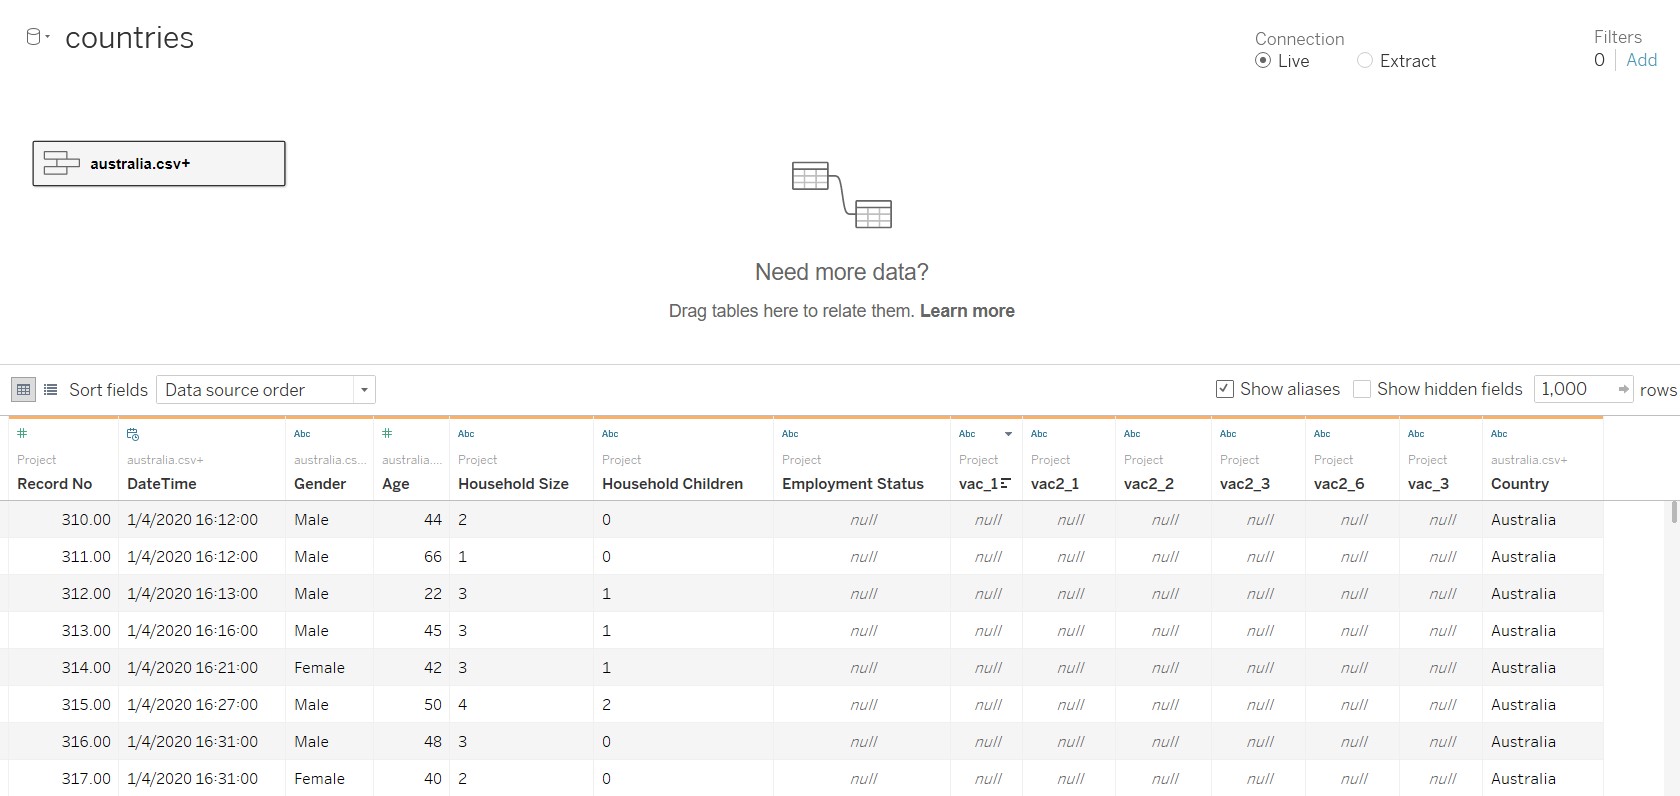 countries
Connection
Live Extract
Filters
0 Add
australia.csv+
Need more data?
Drag tables here to relate them. Learn more
Sort fields Data source order
Show aliases Show hidden fields 1,000 rows
# Abc # Abc Abc Abc Abc Abc Abc Abc Abc Abc Abc
Project australia.csv+ australia.cs... australia.... Project Project Project Project Project Project Project Project Project australia.csv+
Record No DateTime Gender Age Household Size Household Children Employment Status vac_1 vac2_1 vac2_2 vac2_3 vac2_6 vac_3 Country
310.00 1/4/2020 16:12:00 Male 44 2 0 null null null null null null null Australia
311.00 1/4/2020 16:12:00 Male 66 1 0 null null null null null null null Australia
312.00 1/4/2020 16:13:00 Male 22 3 1 null null null null null null null Australia
313.00 1/4/2020 16:16:00 Male 45 3 1 null null null null null null null Australia
314.00 1/4/2020 16:21:00 Female 42 3 1 null null null null null null null Australia
315.00 1/4/2020 16:27:00 Male 50 4 2 null null null null null null null Australia
316.00 1/4/2020 16:31:00 Male 48 3 0 null null null null null null null Australia
317.00 1/4/2020 16:31:00 Female 40 2 0 null null null null null null null Australia